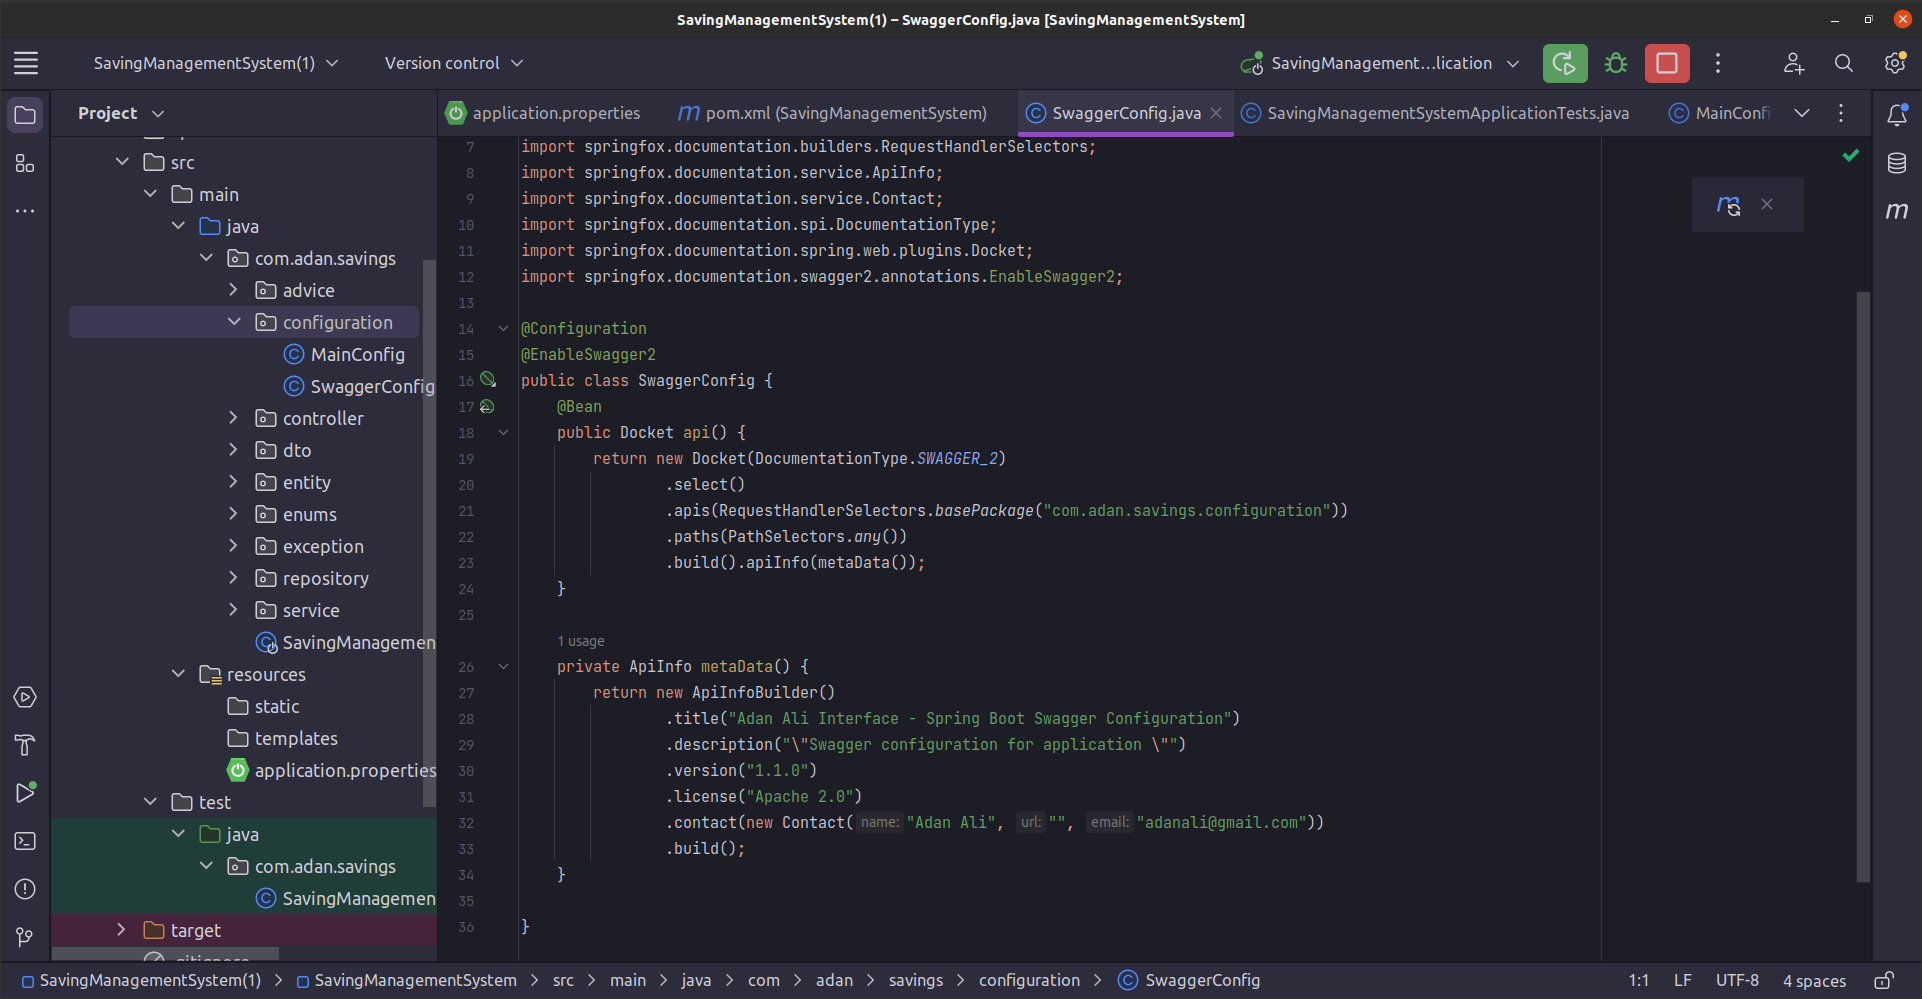 SavingManagementSystem(1) – SwaggerConfig.java [SavingManagementSystem]
SavingManagementSystem(1)
Version control
SavingManagement...lication
Project
application.properties
pom.xml (SavingManagementSystem)
SwaggerConfig.java
SavingManagementSystemApplicationTests.java
MainConfi
src
main
java
com.adan.savings
advice
configuration
MainConfig
SwaggerConfig
controller
dto
entity
enums
exception
repository
service
SavingManagemen
resources
static
templates
application.properties
test
java
com.adan.savings
SavingManagemen
target
7 import springfox.documentation.builders.RequestHandlerSelectors;
8 import springfox.documentation.service.ApiInfo;
9 import springfox.documentation.service.Contact;
10 import springfox.documentation.spi.DocumentationType;
11 import springfox.documentation.spring.web.plugins.Docket;
12 import springfox.documentation.swagger2.annotations.EnableSwagger2;
13
14 @Configuration
15 @EnableSwagger2
16 public class SwaggerConfig {
17 @Bean
18 public Docket api() {
19 return new Docket(DocumentationType.SWAGGER_2)
20 .select()
21 .apis(RequestHandlerSelectors.basePackage("com.adan.savings.configuration"))
22 .paths(PathSelectors.any())
23 .build().apiInfo(metaData());
24 }
25
1 usage
26 private ApiInfo metaData() {
27 return new ApiInfoBuilder()
28 .title("Adan Ali Interface - Spring Boot Swagger Configuration")
29 .description("\"Swagger configuration for application \"")
30 .version("1.1.0")
31 .license("Apache 2.0")
32 .contact(new Contact( name: "Adan Ali", url: "", email: "adanali@gmail.com"))
33 .build();
34 }
35
36 }
SavingManagementSystem(1) > SavingManagementSystem > src > main > java > com > adan > savings > configuration > SwaggerConfig
1:1 LF UTF-8 4 spaces